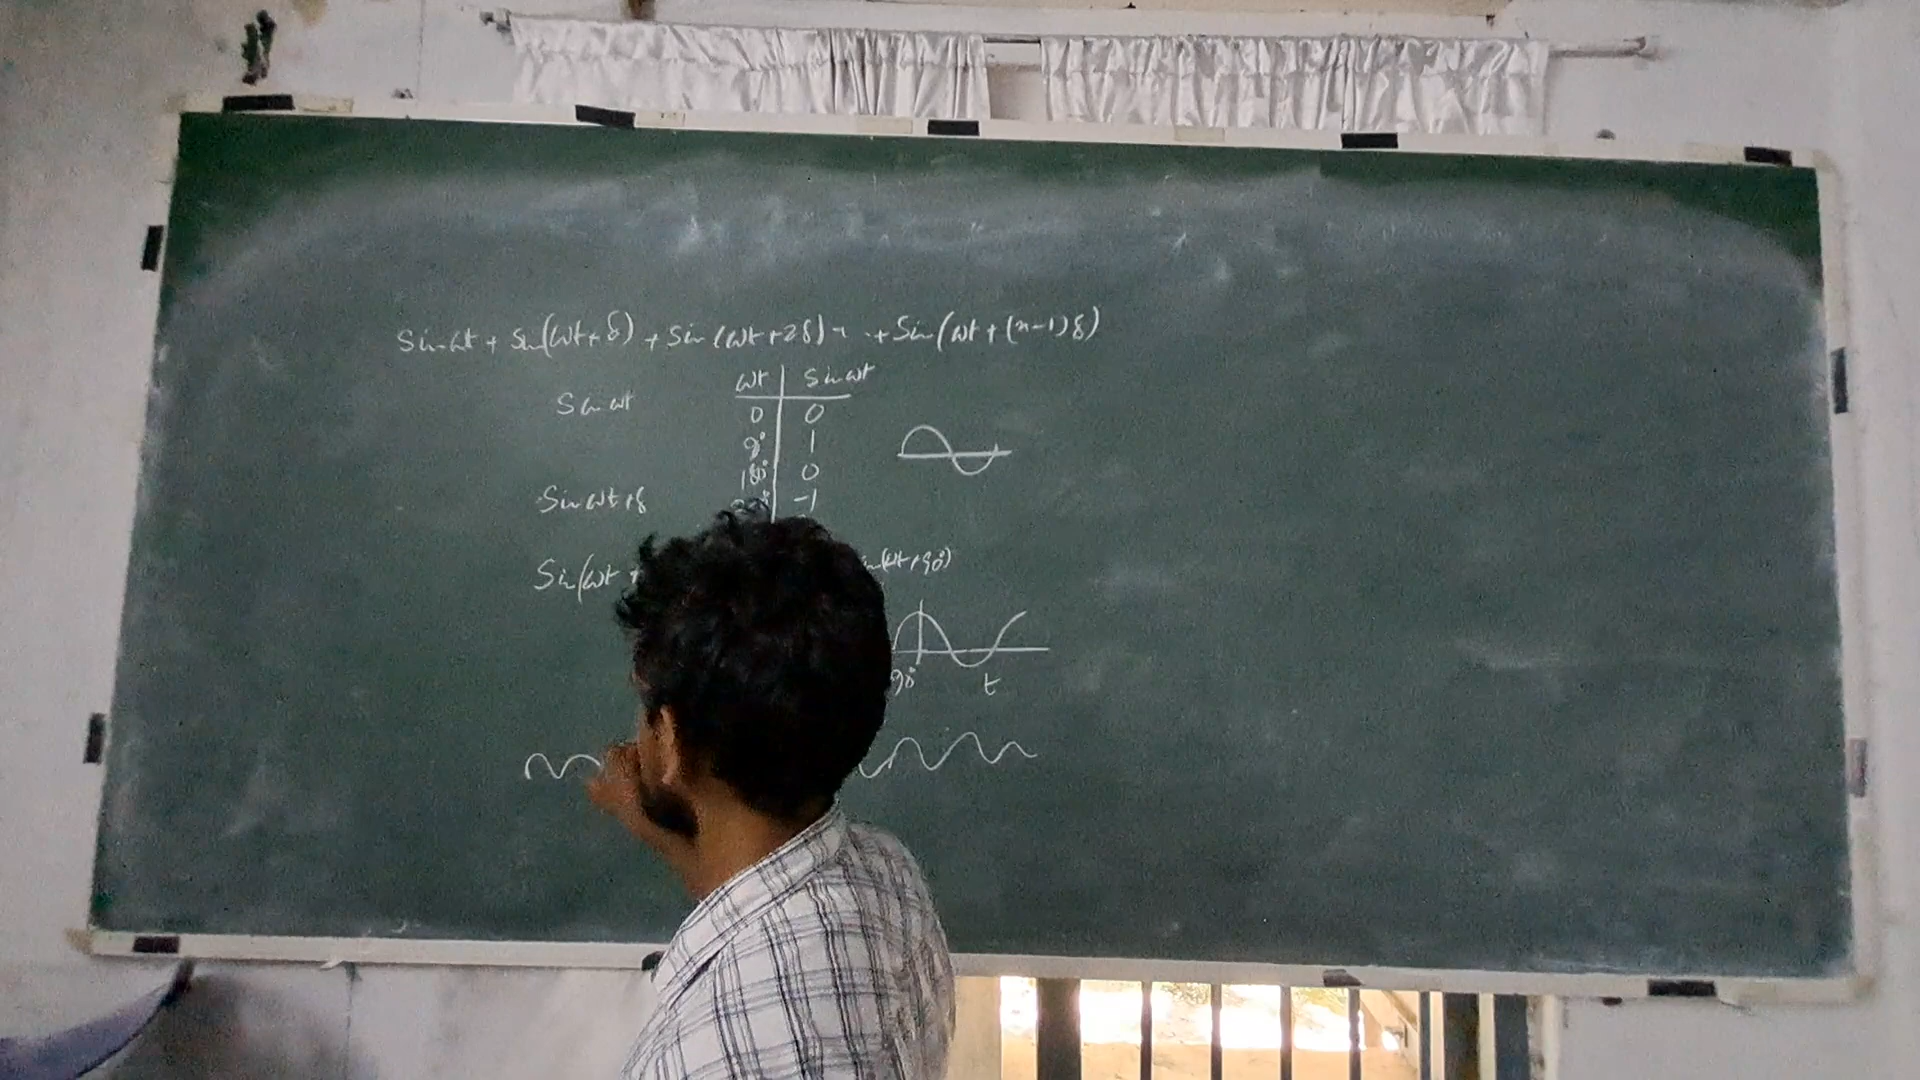 Sin ωt + Sin(ωt+δ) + Sin(ωt+2δ)+ .. + Sin(ωt+(n-1)δ)
ωt Sin ωt
Sin ωt
0 0
90° 1
180° 0
Sin ωt+δ
270° -1
Sin(ωt +
in(ωt+90°)
90° t